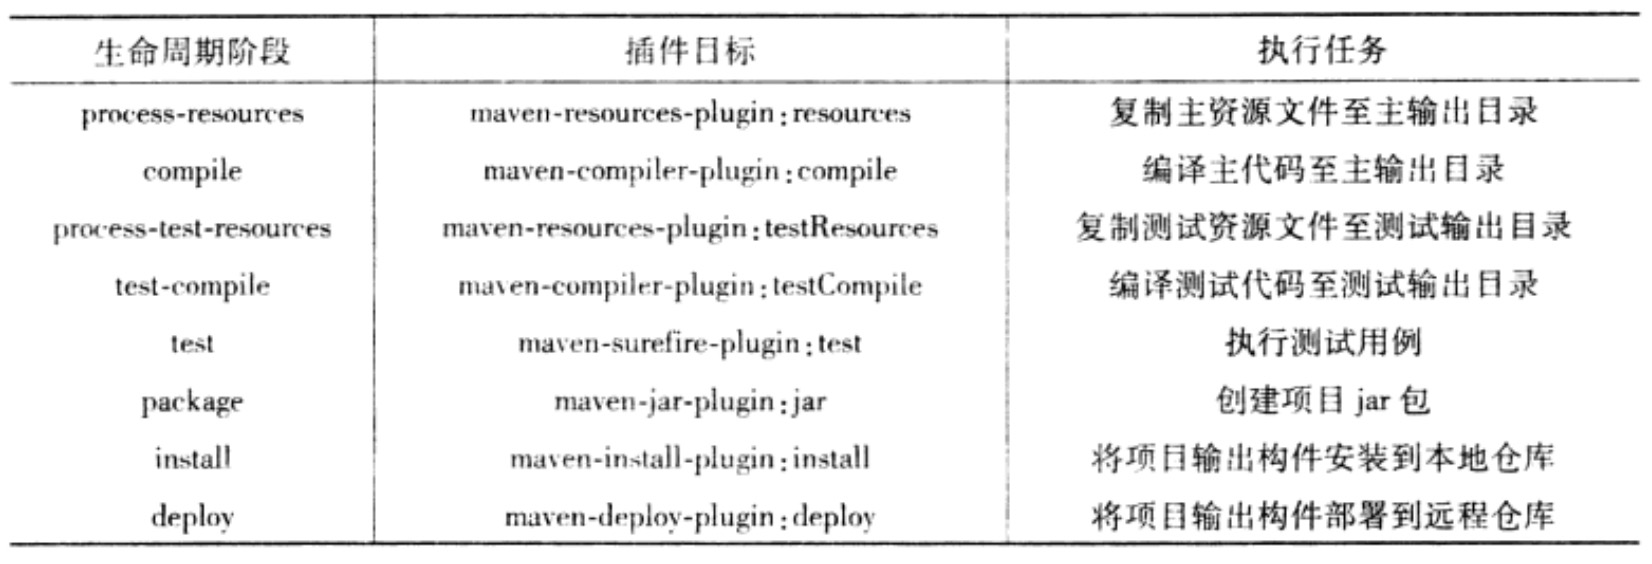 生命周期阶段 插件目标 执行任务
process-resources maven-resources-plugin:resources 复制主资源文件至主输出目录
compile maven-compiler-plugin:compile 编译主代码至主输出目录
process-test-resources maven-resources-plugin:testResources 复制测试资源文件至测试输出目录
test-compile maven-compiler-plugin:testCompile 编译测试代码至测试输出目录
test maven-surefire-plugin:test 执行测试用例
package maven-jar-plugin:jar 创建项目 jar 包
install maven-install-plugin:install 将项目输出构件安装到本地仓库
deploy maven-deploy-plugin:deploy 将项目输出构件部署到远程仓库